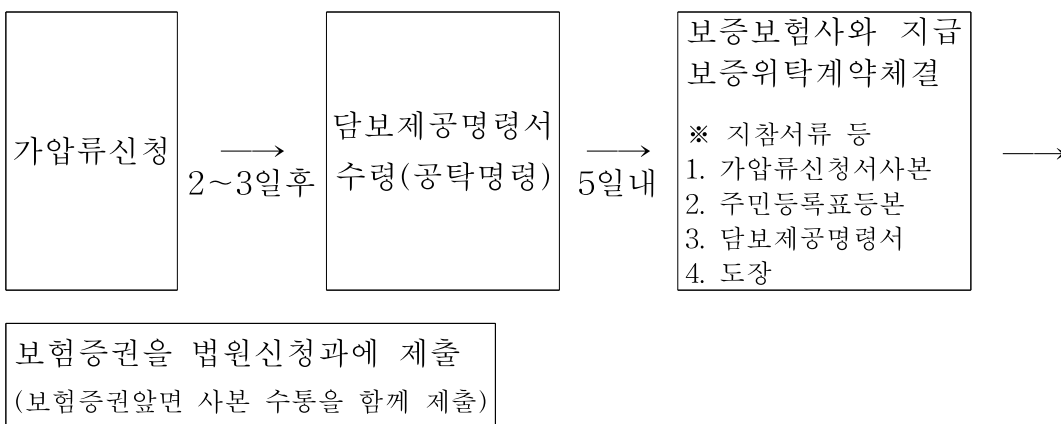 가압류신청
⟶
2~3일후
담보제공명령서
수령(공탁명령)
⟶
5일내
보증보험사와 지급
보증위탁계약체결
※ 지참서류 등
1. 가압류신청서사본
2. 주민등록표등본
3. 담보제공명령서
4. 도장
⟶
보험증권을 법원신청과에 제출
(보험증권앞면 사본 수통을 함께 제출)